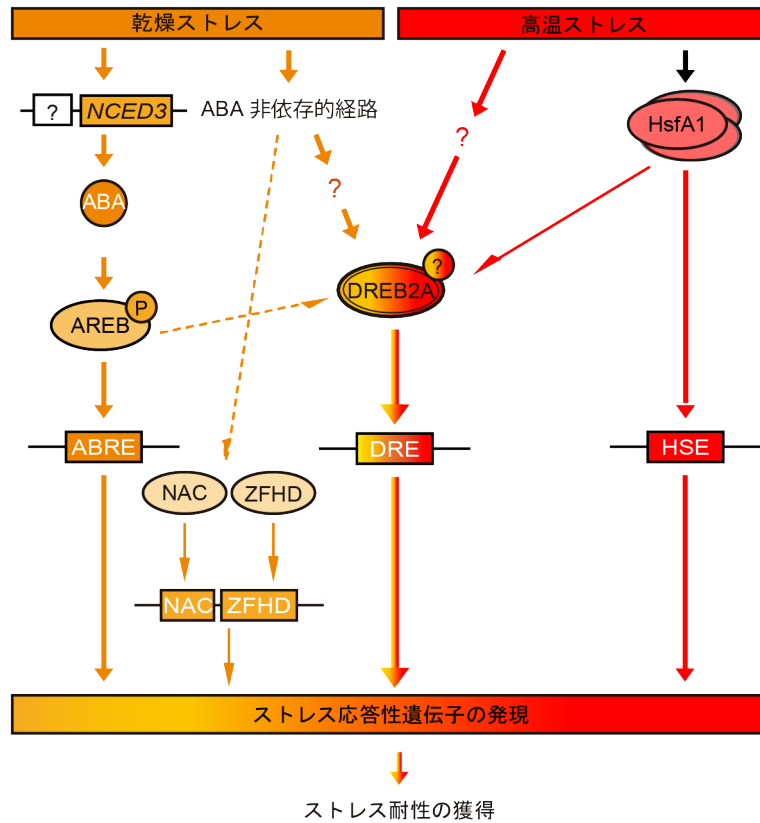 乾燥ストレス
高温ストレス
?
NCED3
ABA 非依存的経路
HsfA1
?
?
ABA
?
DREB2A
P
AREB
ABRE
DRE
HSE
NAC
ZFHD
NAC
ZFHD
ストレス応答性遺伝子の発現
ストレス耐性の獲得